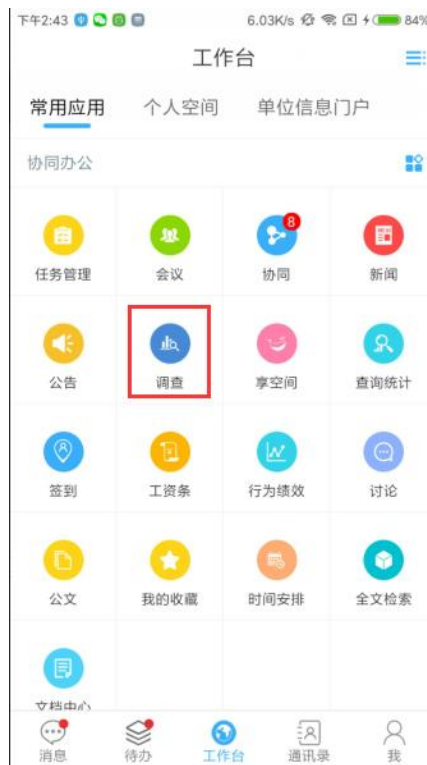 下午2:43 6.03K/s 84%
工作台
常用应用 个人空间 单位信息门户
协同办公
8
任务管理 会议 协同 新闻
公告 调查 享空间 查询统计
签到 工资条 行为绩效 讨论
公文 我的收藏 时间安排 全文检索
文档中心
消息 待办 工作台 通讯录 我